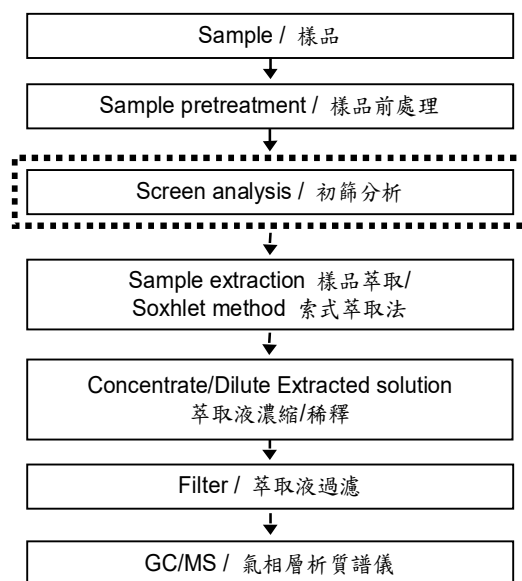 Sample / 樣品
Sample pretreatment / 樣品前處理
Screen analysis / 初篩分析
Sample extraction 樣品萃取/
Soxhlet method 索式萃取法
Concentrate/Dilute Extracted solution
萃取液濃縮/稀釋
Filter / 萃取液過濾
GC/MS / 氣相層析質譜儀